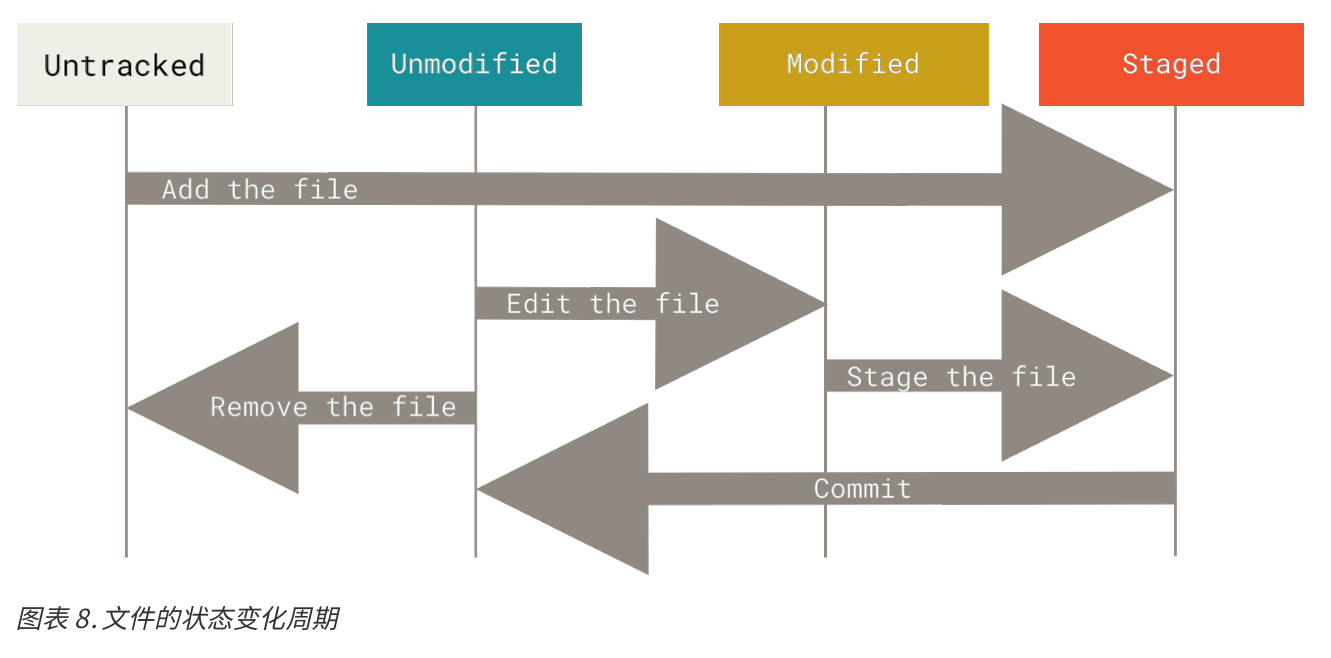 Untracked
Unmodified
Modified
Staged
Add the file
Edit the file
Stage the file
Remove the file
Commit
图表 8. 文件的状态变化周期